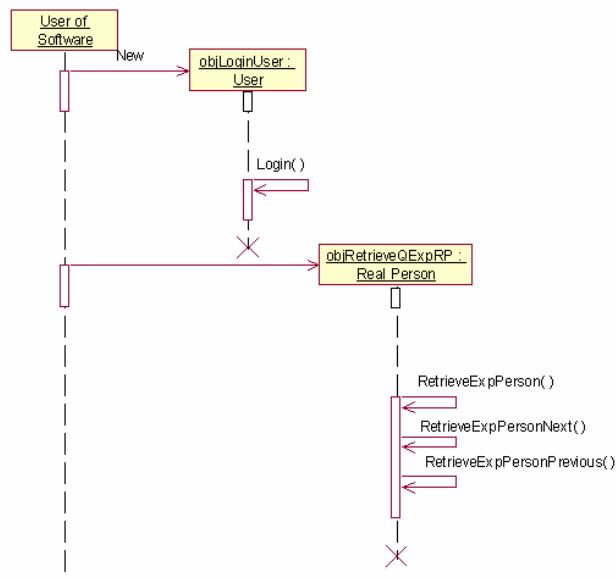 User of
Software
New
objLoginUser :
User
Login( )
objRetrieveQExpRP :
Real Person
RetrieveExpPerson( )
RetrieveExpPersonNext( )
RetrieveExpPersonPrevious( )